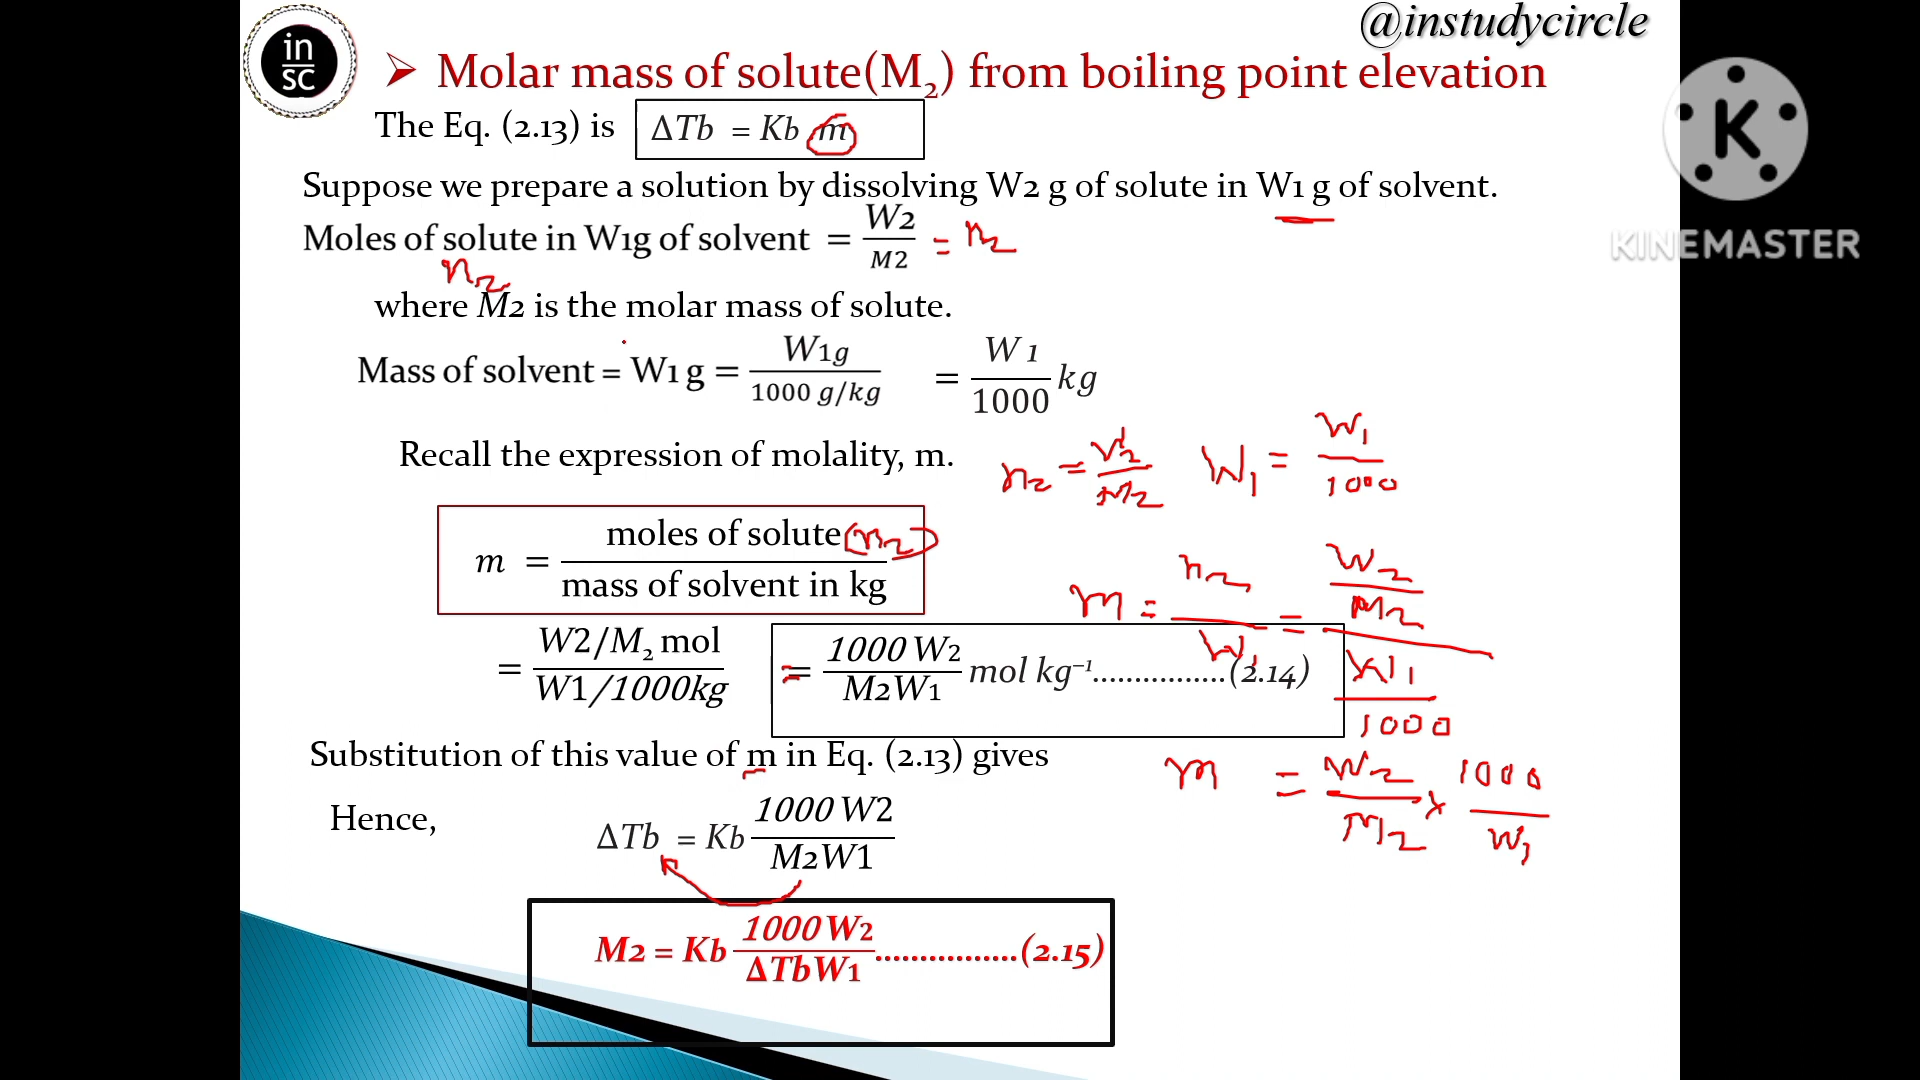 @instudycircle
in
SC
➢ Molar mass of solute(M₂) from boiling point elevation
KINEMASTER
The Eq. (2.13) is ΔTb = Kb m
Suppose we prepare a solution by dissolving W2 g of solute in W1 g of solvent.
Moles of solute in W1g of solvent = W2/M2 = n₂
n₂
where M2 is the molar mass of solute.
Mass of solvent = W1 g = W1g/1000 g/kg = W1/1000 kg
Recall the expression of molality, m.
n₂ = W₂/M₂ W₁ = W₁/1000
m = moles of solute (n₂)/mass of solvent in kg
m = n₂/W₁ = W₂/M₂/W₁/1000
= W2/M₂ mol/W1/1000kg = 1000 W2/M2W1 mol kg⁻¹................(2.14)
Substitution of this value of m in Eq. (2.13) gives
m = W₂/M₂ × 1000/W₁
Hence, ΔTb = Kb 1000 W2/M2W1
M2 = Kb 1000 W2/ΔTbW1................(2.15)